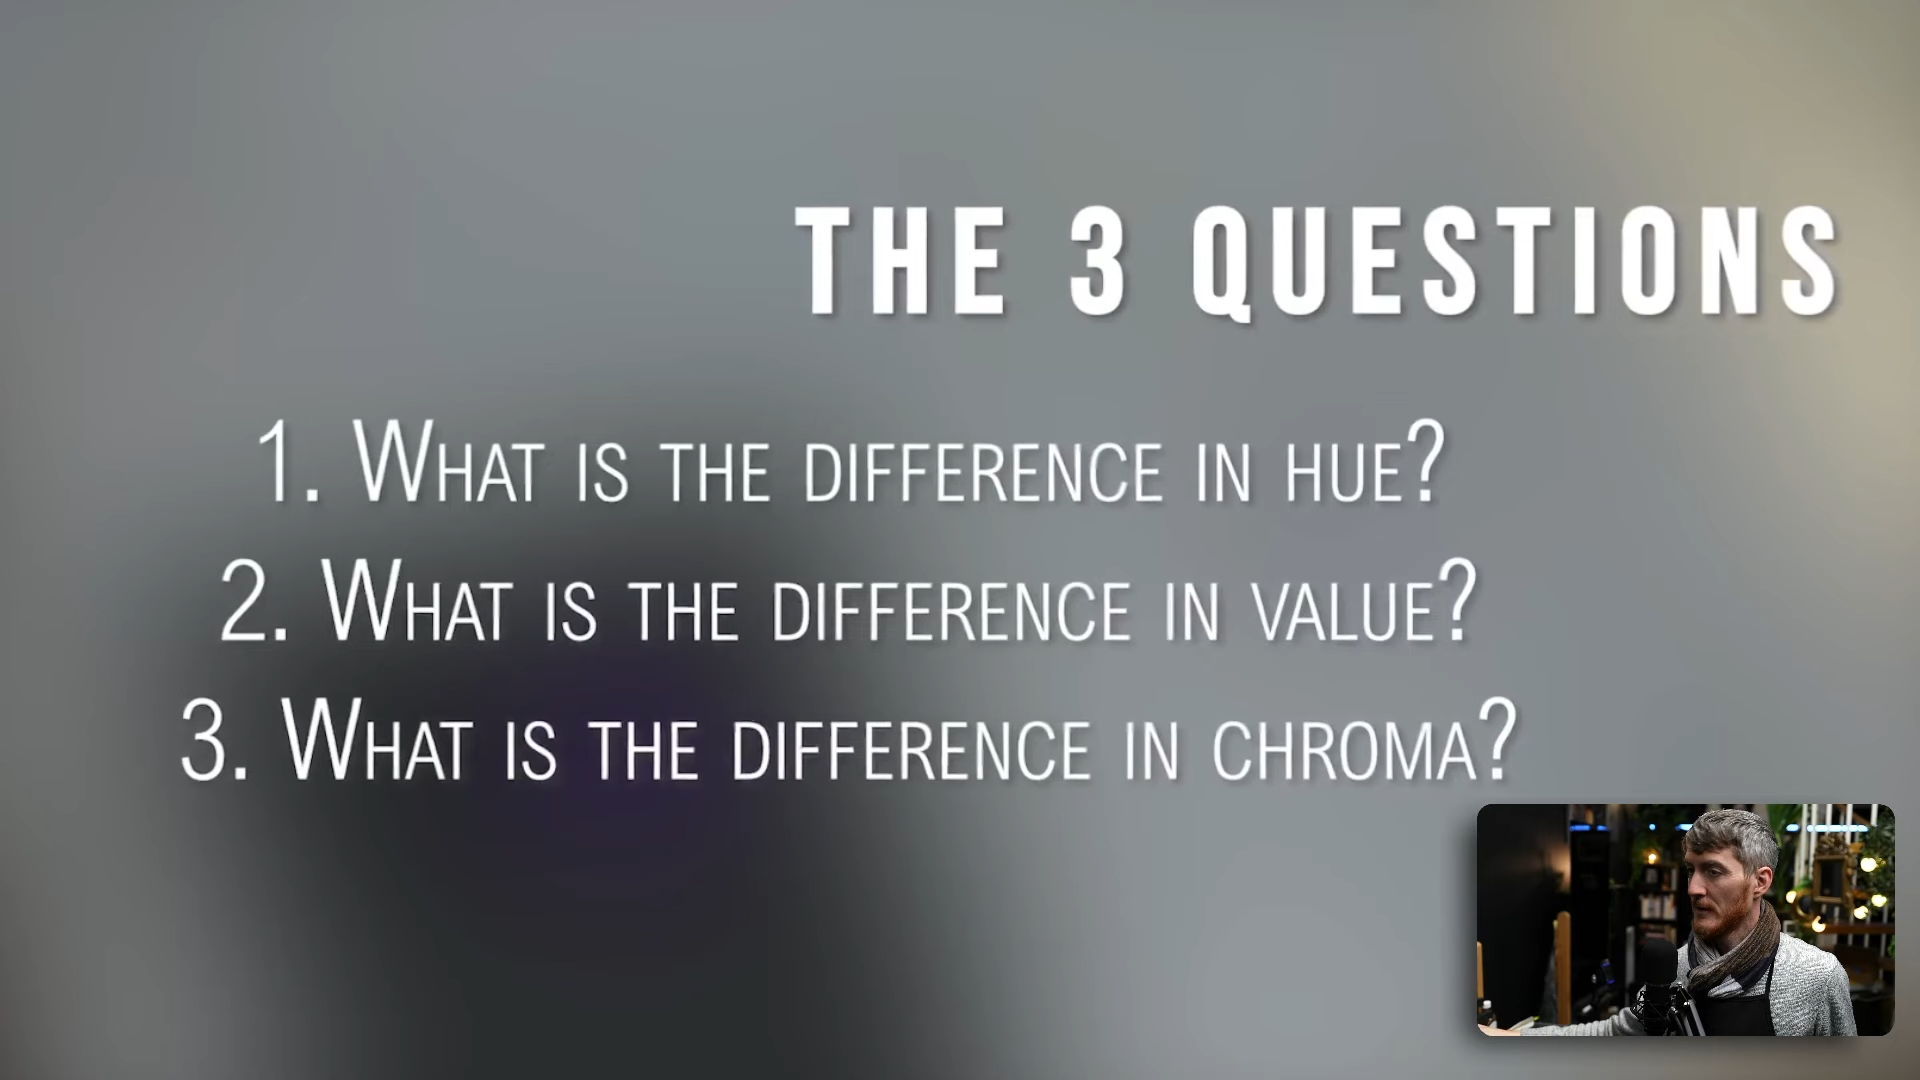 THE 3 QUESTIONS
1. What is the difference in hue?
2. What is the difference in value?
3. What is the difference in chroma?